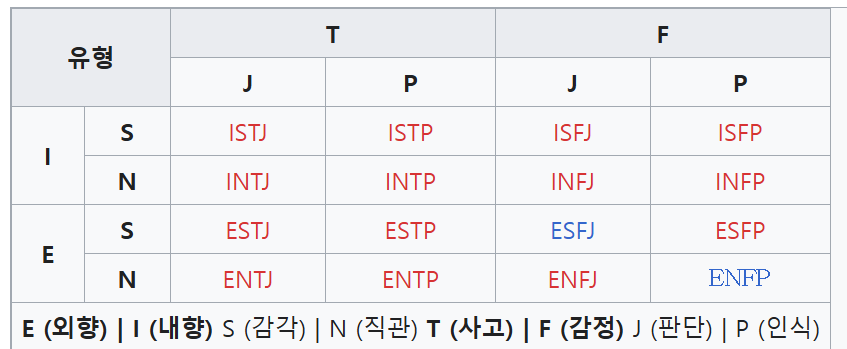 유형 T F
J P J P
I S ISTJ ISTP ISFJ ISFP
N INTJ INTP INFJ INFP
E S ESTJ ESTP ESFJ ESFP
N ENTJ ENTP ENFJ ENFP
E (외향) | I (내향) S (감각) | N (직관) T (사고) | F (감정) J (판단) | P (인식)